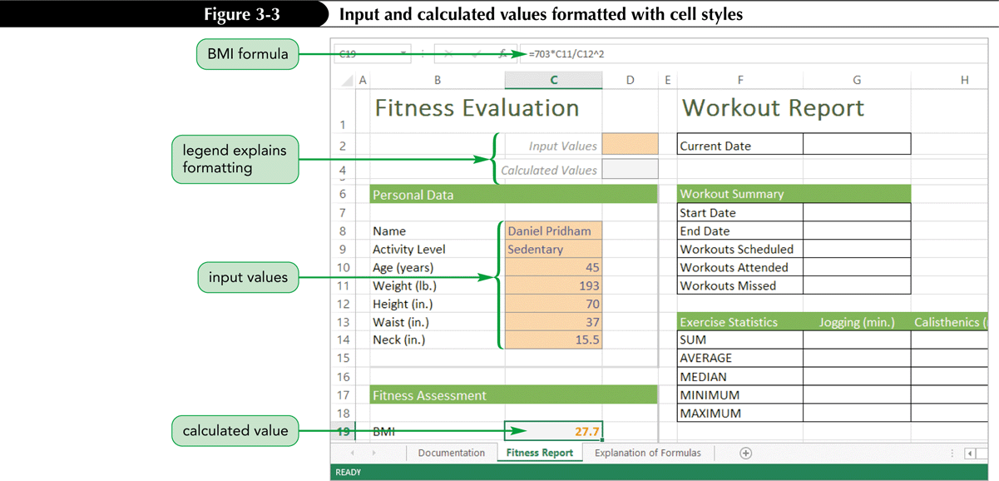 Figure 3-3 Input and calculated values formatted with cell styles
BMI formula
C19 fx =703*C11/C12^2
A B C D E F G H
1 Fitness Evaluation Workout Report
legend explains
formatting
2 Input Values Current Date
4 Calculated Values
6 Personal Data Workout Summary
7 Start Date
8 Name Daniel Pridham End Date
9 Activity Level Sedentary Workouts Scheduled
10 Age (years) 45 Workouts Attended
input values
11 Weight (lb.) 193 Workouts Missed
12 Height (in.) 70
13 Waist (in.) 37 Exercise Statistics Jogging (min.) Calisthenics (
14 Neck (in.) 15.5 SUM
15 AVERAGE
16 MEDIAN
17 Fitness Assessment MINIMUM
18 MAXIMUM
calculated value
19 BMI 27.7
Documentation Fitness Report Explanation of Formulas
READY